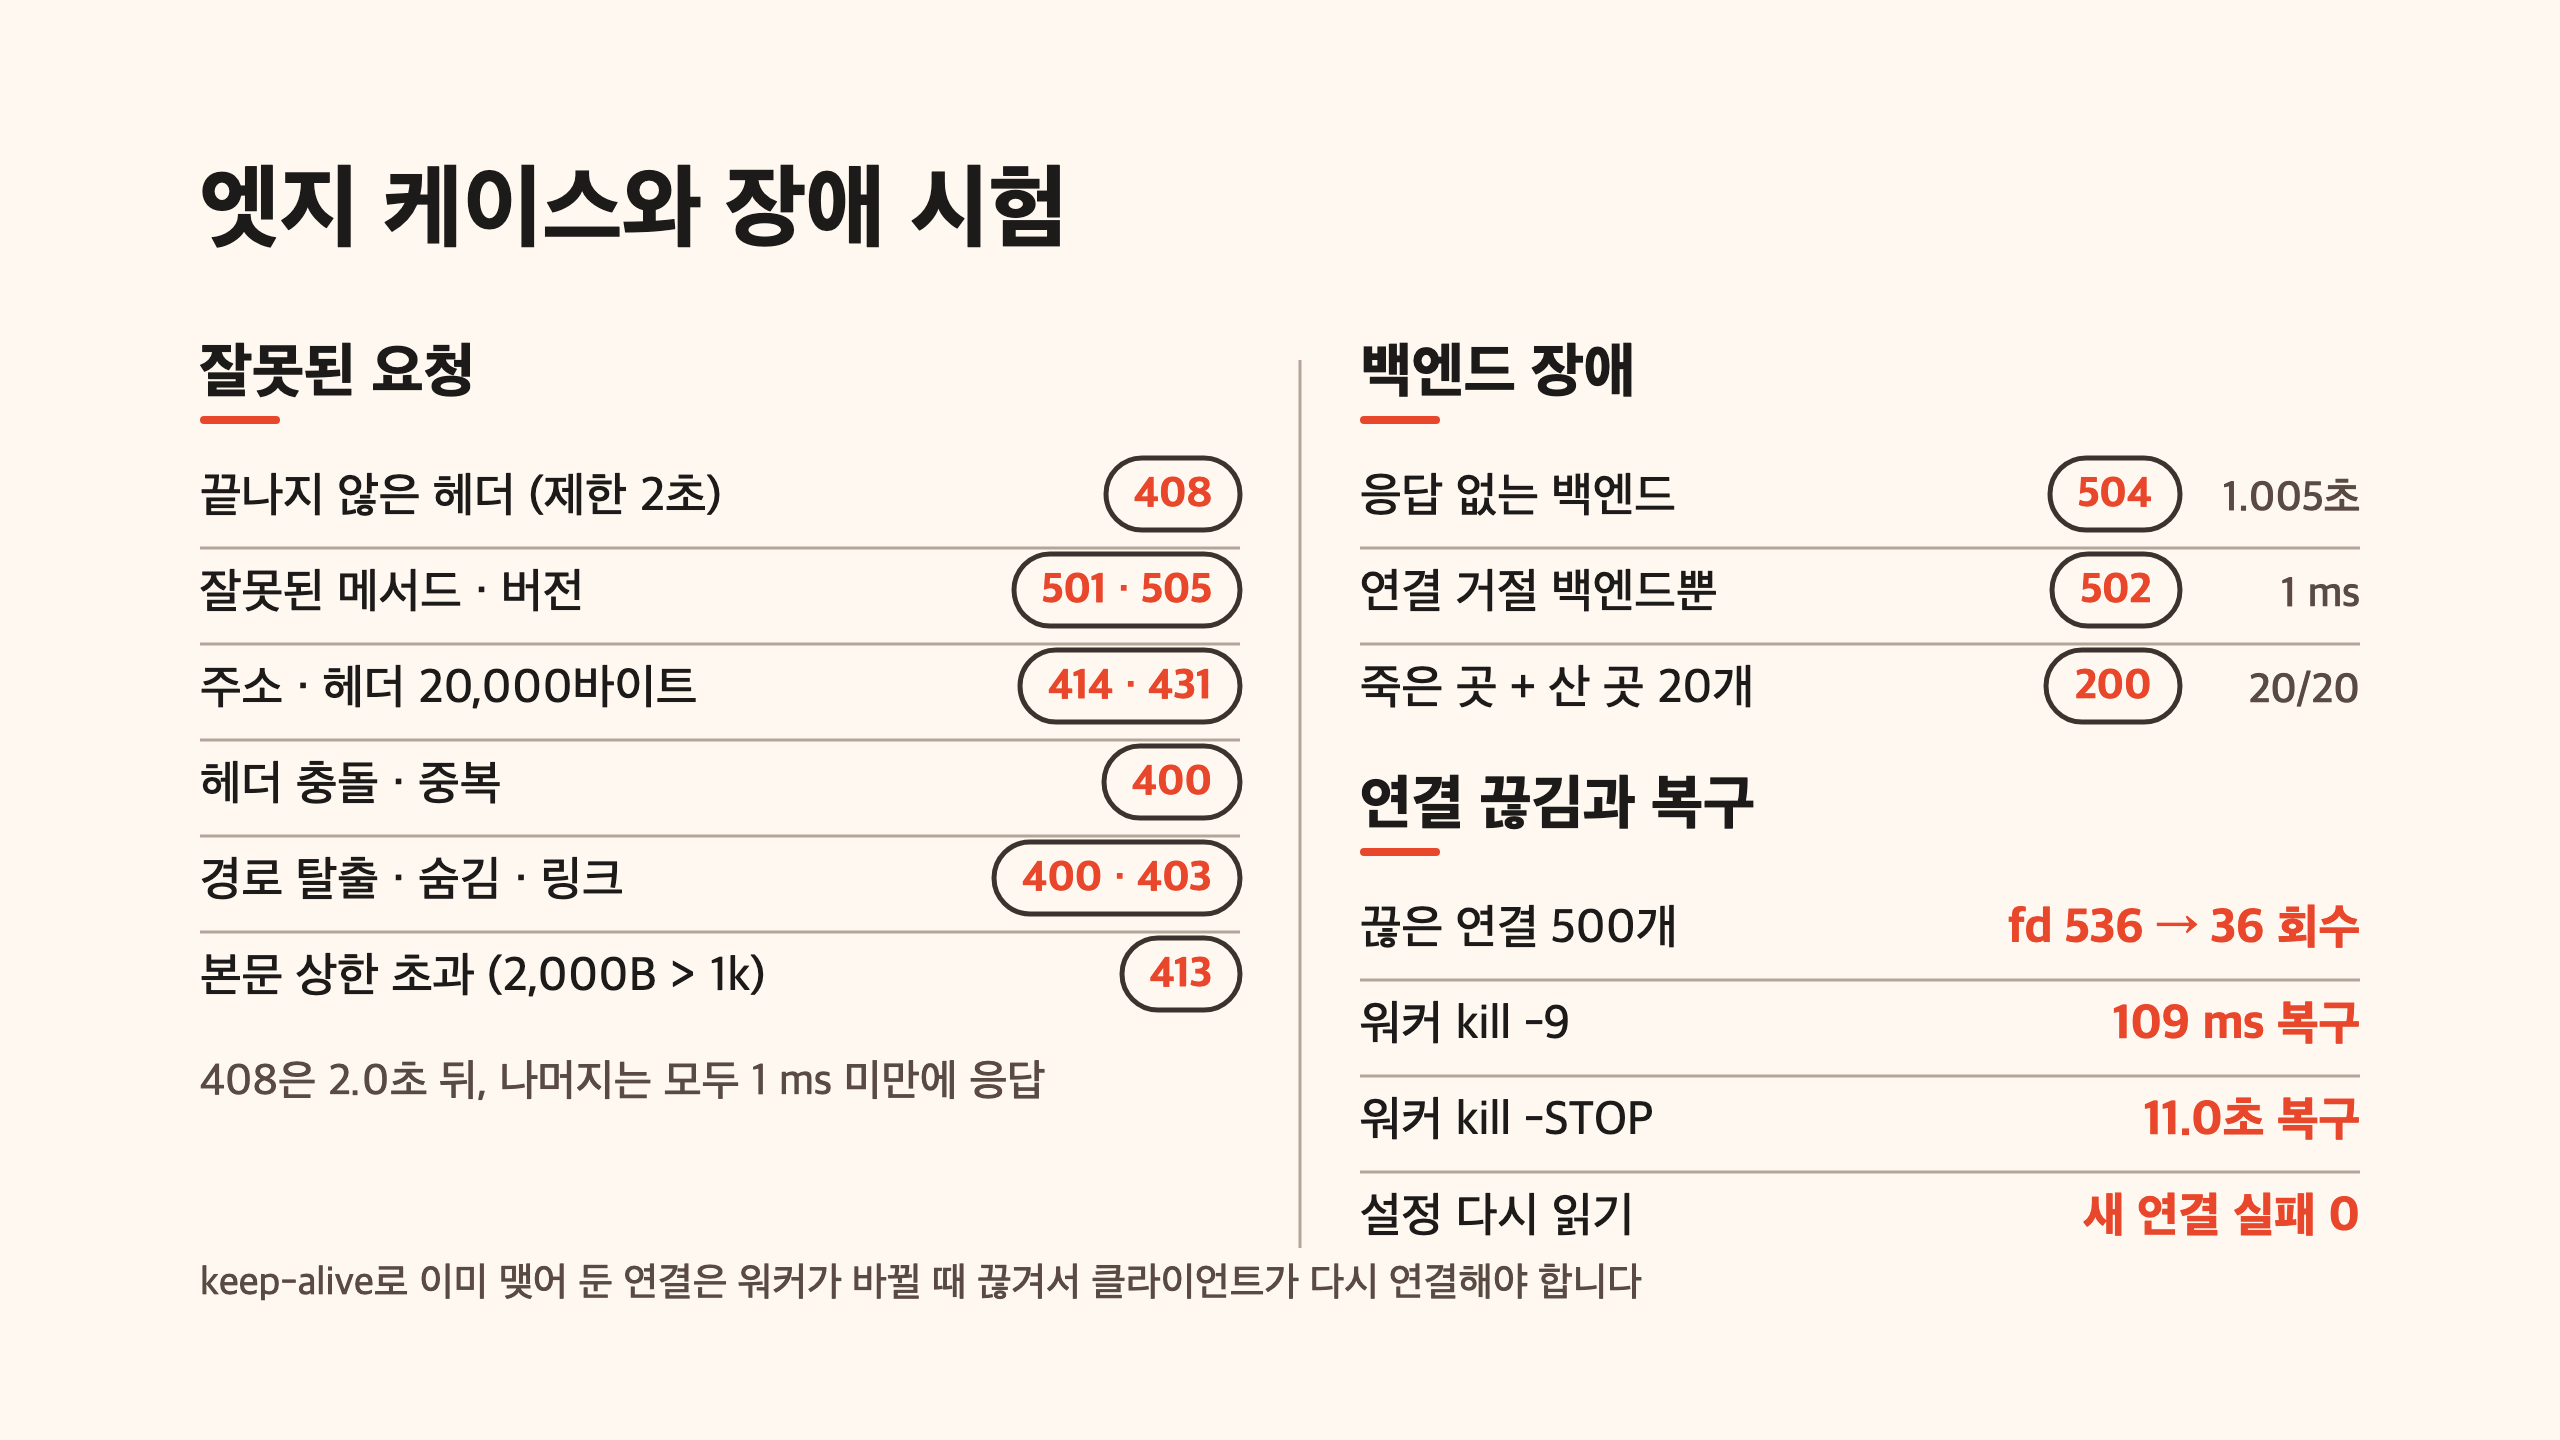 엣지 케이스와 장애 시험
잘못된 요청
끝나지 않은 헤더 (제한 2초) 408
잘못된 메서드 · 버전 501 · 505
주소 · 헤더 20,000바이트 414 · 431
헤더 충돌 · 중복 400
경로 탈출 · 숨김 · 링크 400 · 403
본문 상한 초과 (2,000B > 1k) 413
408은 2.0초 뒤, 나머지는 모두 1 ms 미만에 응답
백엔드 장애
응답 없는 백엔드 504 1.005초
연결 거절 백엔드뿐 502 1 ms
죽은 곳 + 산 곳 20개 200 20/20
연결 끊김과 복구
끊은 연결 500개 fd 536 → 36 회수
워커 kill -9 109 ms 복구
워커 kill -STOP 11.0초 복구
설정 다시 읽기 새 연결 실패 0
keep-alive로 이미 맺어 둔 연결은 워커가 바뀔 때 끊겨서 클라이언트가 다시 연결해야 합니다